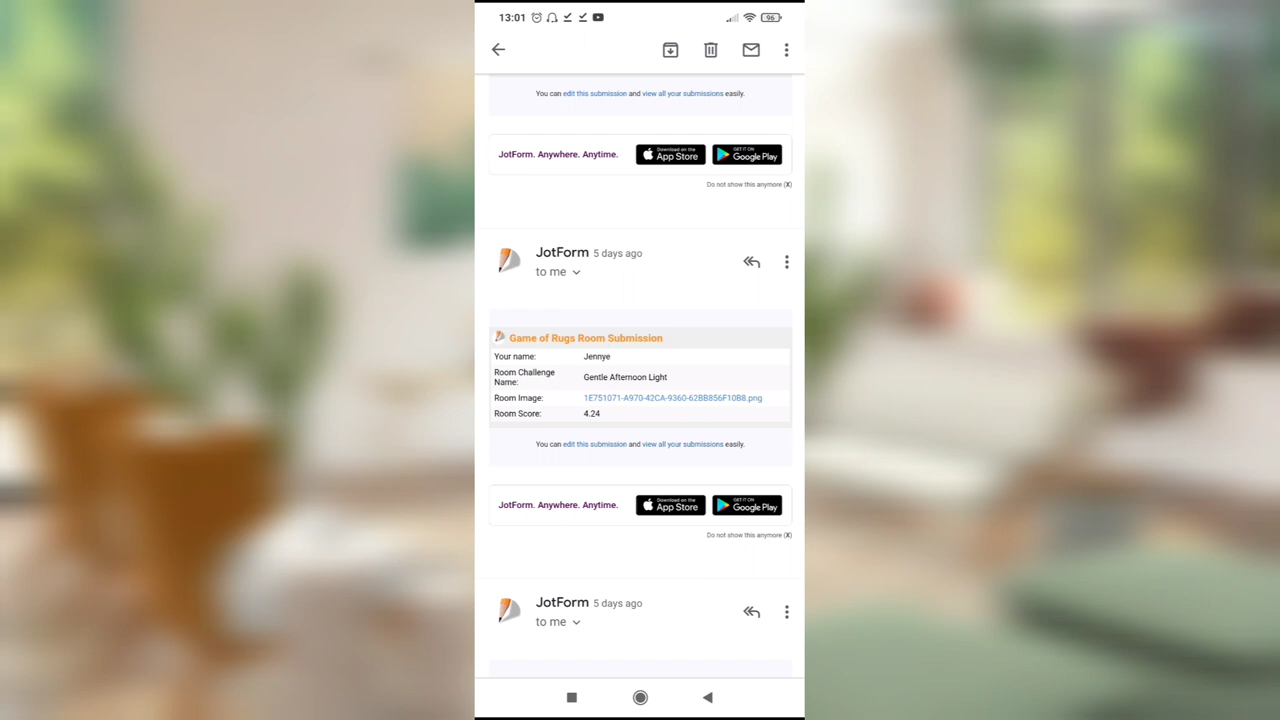 13:01
96
You can edit this submission and view all your submissions easily.
JotForm. Anywhere. Anytime.
Download on the
App Store
GET IT ON
Google Play
Do not show this anymore (X)
JotForm 5 days ago
to me
Game of Rugs Room Submission
Your name: Jennye
Room Challenge
Name:
Gentle Afternoon Light
Room Image: 1E751071-A970-42CA-9360-62BB856F10B8.png
Room Score: 4.24
You can edit this submission and view all your submissions easily.
JotForm. Anywhere. Anytime.
Download on the
App Store
GET IT ON
Google Play
Do not show this anymore (X)
JotForm 5 days ago
to me